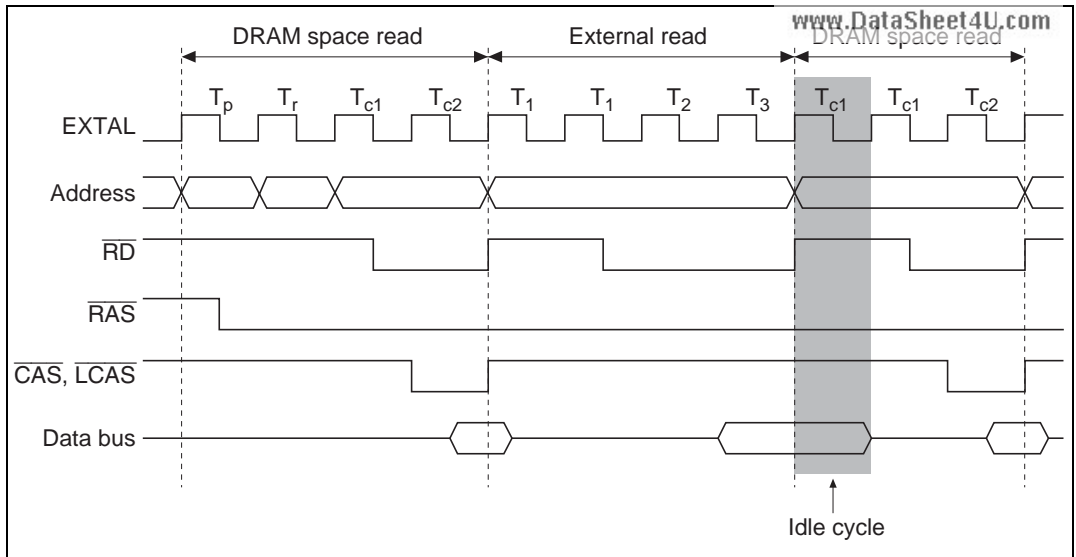 www.DataSheet4U.com
DRAM space read External read DRAM space read
Tp Tr Tc1 Tc2 T1 T1 T2 T3 Tc1 Tc1 Tc2
EXTAL
Address
RD
RAS
CAS, LCAS
Data bus
Idle cycle